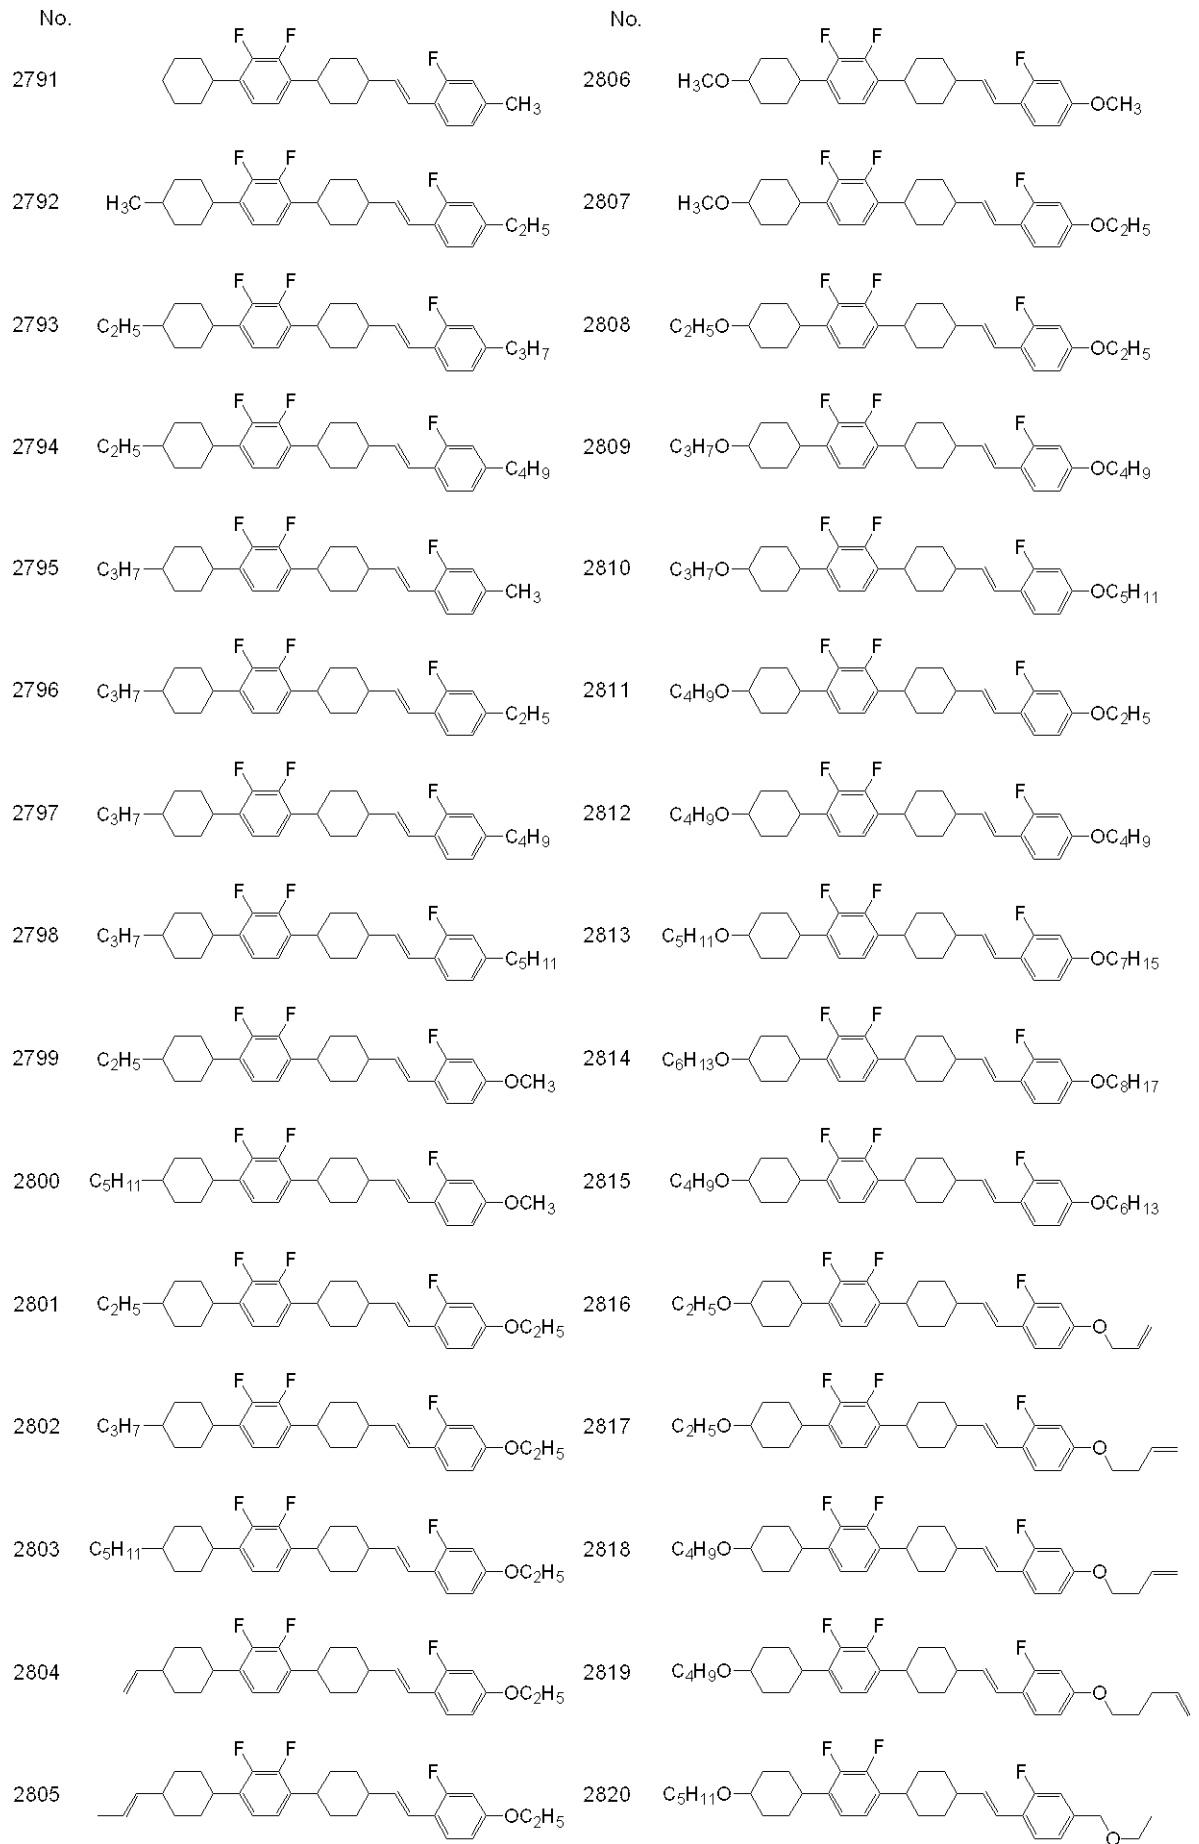 No.
2791 F F F CH3
2792 H3C F F F C2H5
2793 C2H5 F F F C3H7
2794 C2H5 F F F C4H9
2795 C3H7 F F F CH3
2796 C3H7 F F F C2H5
2797 C3H7 F F F C4H9
2798 C3H7 F F F C5H11
2799 C2H5 F F F OCH3
2800 C5H11 F F F OCH3
2801 C2H5 F F F OC2H5
2802 C3H7 F F F OC2H5
2803 C5H11 F F F OC2H5
2804 F F F OC2H5
2805 F F F OC2H5
No.
2806 H3CO F F F OCH3
2807 H3CO F F F OC2H5
2808 C2H5O F F F OC2H5
2809 C3H7O F F F OC4H9
2810 C3H7O F F F OC5H11
2811 C4H9O F F F OC2H5
2812 C4H9O F F F OC4H9
2813 C5H11O F F F OC7H15
2814 C6H13O F F F OC8H17
2815 C4H9O F F F OC6H13
2816 C2H5O F F F O
2817 C2H5O F F F O
2818 C4H9O F F F O
2819 C4H9O F F F O
2820 C5H11O F F F O